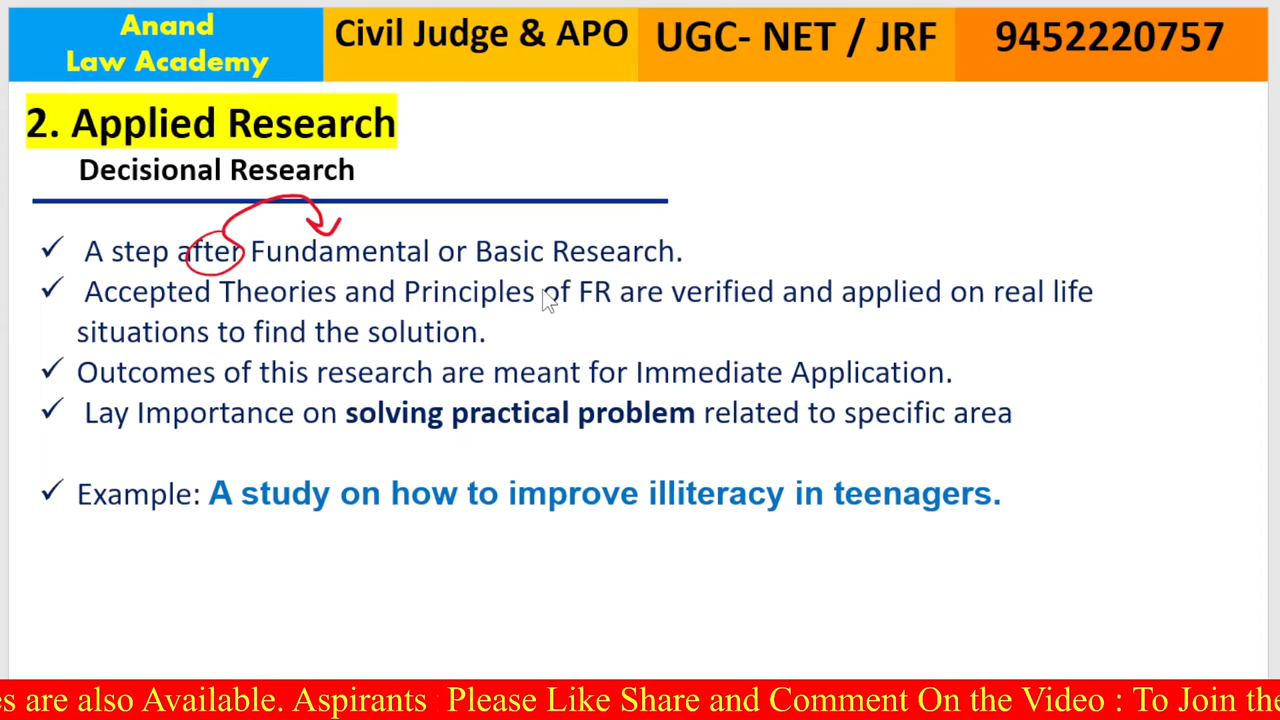 Anand
Law Academy
Civil Judge & APO
UGC- NET / JRF
9452220757
2. Applied Research
Decisional Research
✓ A step after Fundamental or Basic Research.
✓ Accepted Theories and Principles of FR are verified and applied on real life
situations to find the solution.
✓ Outcomes of this research are meant for Immediate Application.
✓ Lay Importance on solving practical problem related to specific area
✓ Example: A study on how to improve illiteracy in teenagers.
es are also Available. Aspirants Please Like Share and Comment On the Video : To Join the